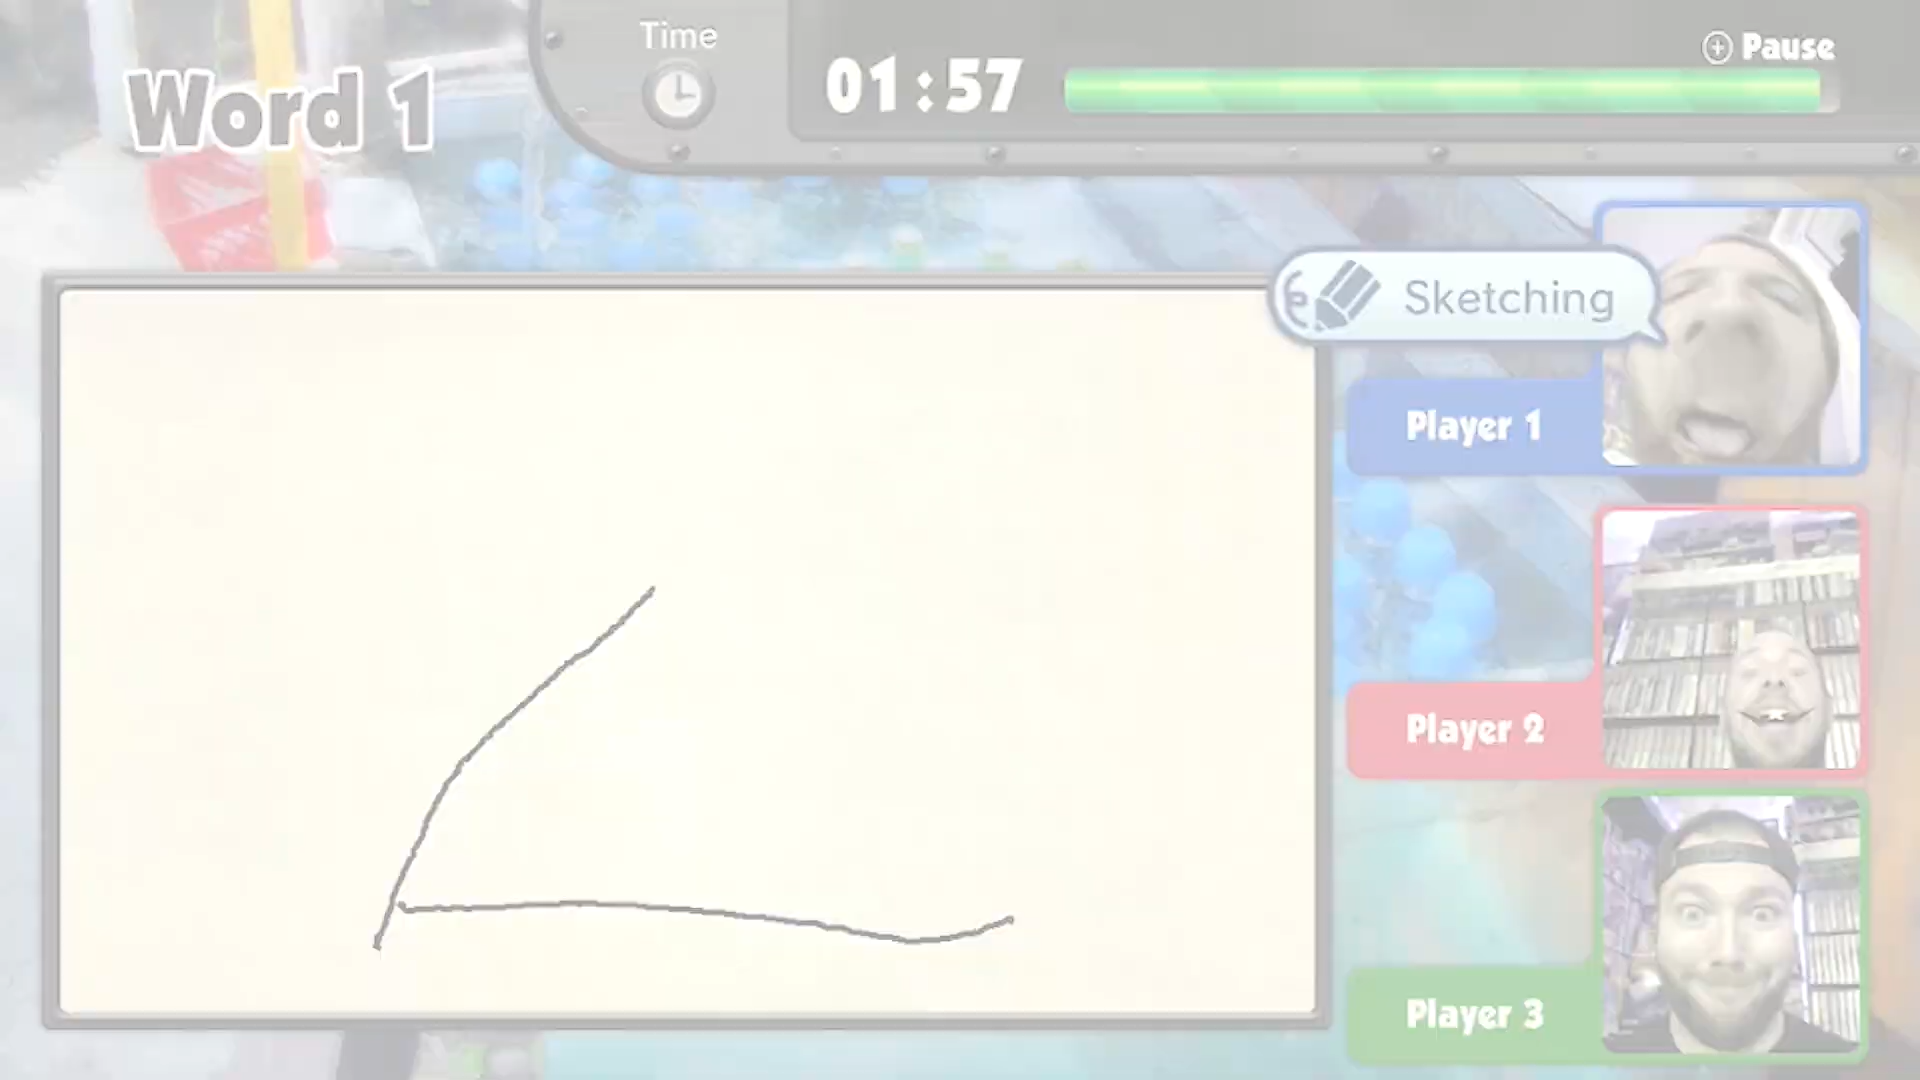 Word 1
Time
01:57
Pause
Sketching
Player 1
Player 2
Player 3